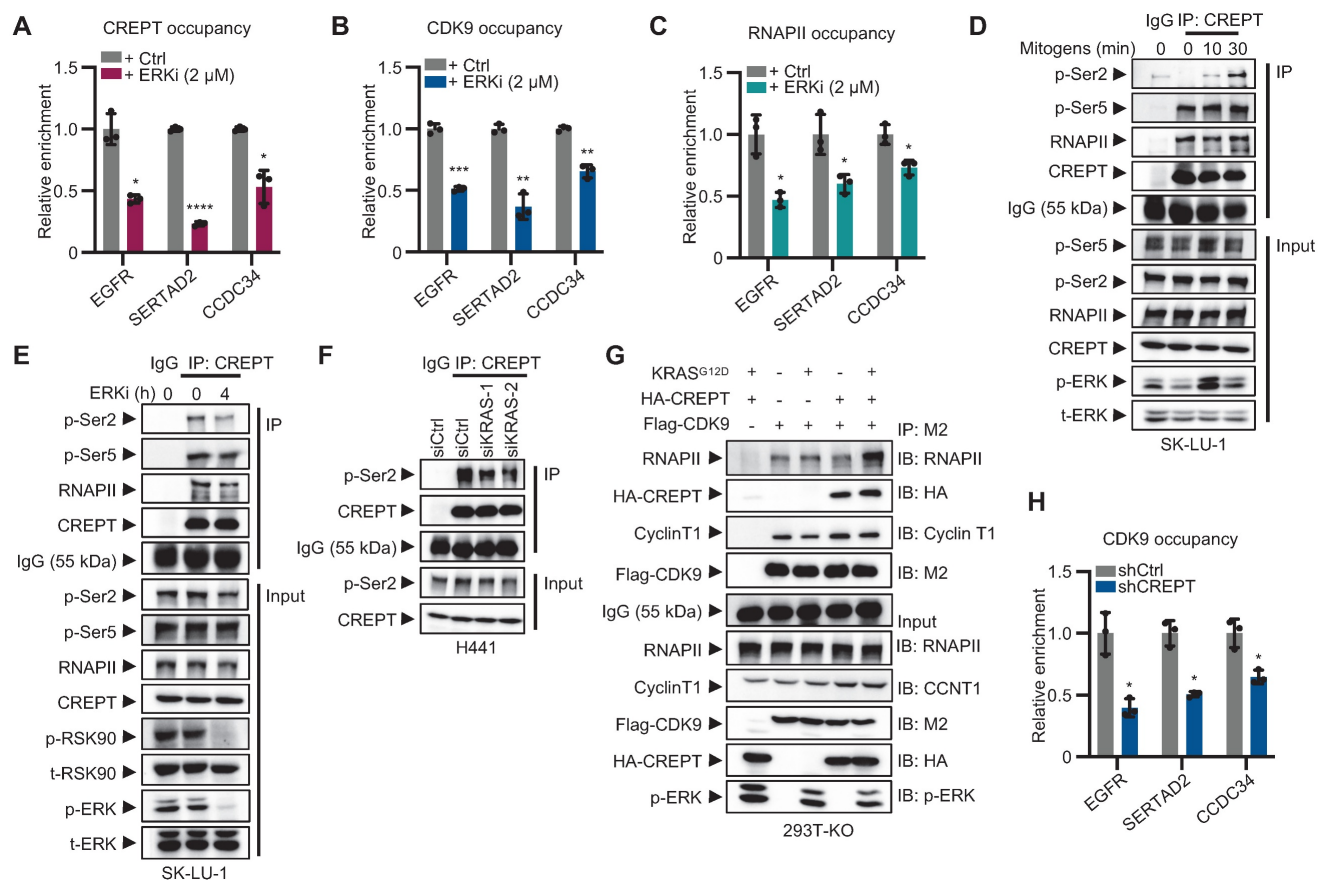 A
CREPT occupancy
+ Ctrl
+ ERKi (2 µM)
Relative enrichment
1.5
1.0
0.5
0
*
****
*
EGFR
SERTAD2
CCDC34
B
CDK9 occupancy
+ Ctrl
+ ERKi (2 µM)
Relative enrichment
1.5
1.0
0.5
0
***
**
**
EGFR
SERTAD2
CCDC34
C
RNAPII occupancy
+ Ctrl
+ ERKi (2 µM)
Relative enrichment
1.5
1.0
0.5
0
*
*
*
EGFR
SERTAD2
CCDC34
D
IgG IP: CREPT
Mitogens (min) 0 0 10 30
p-Ser2
IP
p-Ser5
RNAPII
CREPT
IgG (55 kDa)
p-Ser5
Input
p-Ser2
RNAPII
CREPT
p-ERK
t-ERK
SK-LU-1
E
IgG IP: CREPT
ERKi (h) 0 0 4
p-Ser2
IP
p-Ser5
RNAPII
CREPT
IgG (55 kDa)
p-Ser2
Input
p-Ser5
RNAPII
CREPT
p-RSK90
t-RSK90
p-ERK
t-ERK
SK-LU-1
F
IgG IP: CREPT
siCtrl
siCtrl
siKRAS-1
siKRAS-2
p-Ser2
IP
CREPT
IgG (55 kDa)
p-Ser2
Input
CREPT
H441
G
KRASG12D + - + - +
HA-CREPT + - - + +
Flag-CDK9 - + + + +
IP: M2
RNAPII IB: RNAPII
HA-CREPT IB: HA
CyclinT1 IB: Cyclin T1
Flag-CDK9 IB: M2
IgG (55 kDa)
Input
RNAPII IB: RNAPII
CyclinT1 IB: CCNT1
Flag-CDK9 IB: M2
HA-CREPT IB: HA
p-ERK IB: p-ERK
293T-KO
H
CDK9 occupancy
shCtrl
shCREPT
Relative enrichment
1.5
1.0
0.5
0
*
*
*
EGFR
SERTAD2
CCDC34